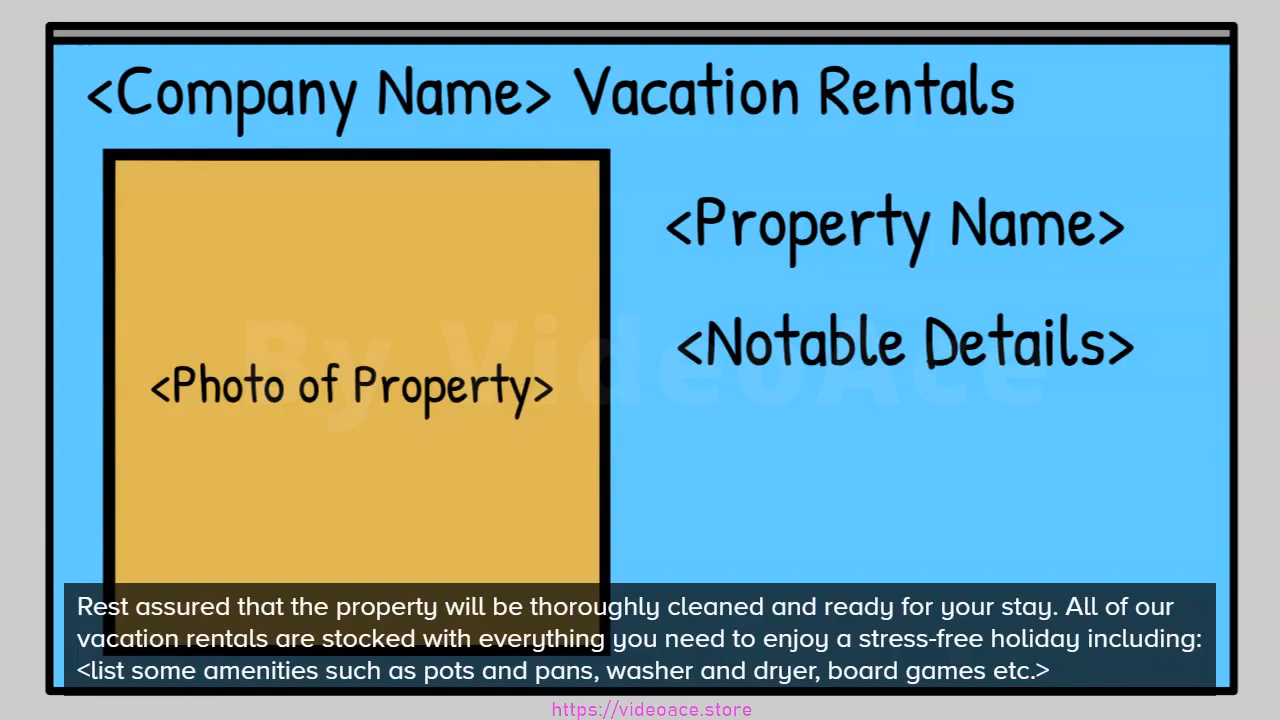 <Company Name> Vacation Rentals
<Property Name>
<Notable Details>
<Photo of Property>
By VideoAce
Rest assured that the property will be thoroughly cleaned and ready for your stay. All of our
vacation rentals are stocked with everything you need to enjoy a stress-free holiday including:
<list some amenities such as pots and pans, washer and dryer, board games etc.>
https://videoace.store